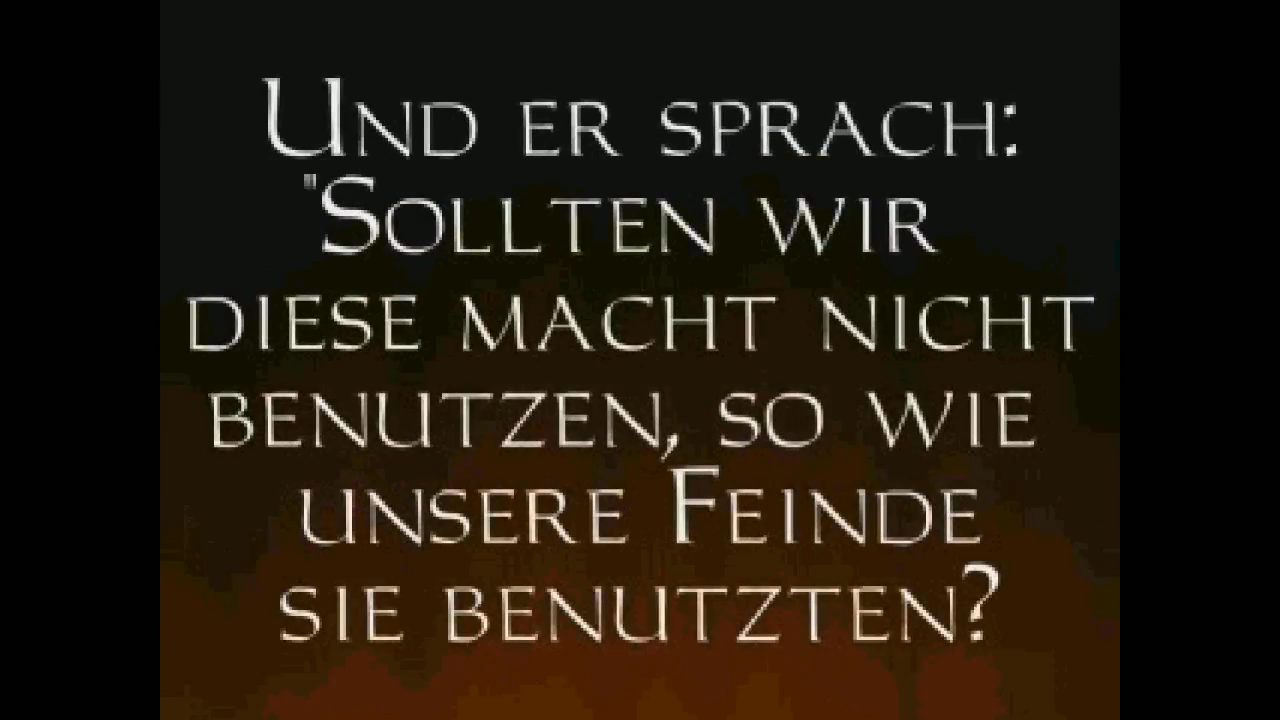 Und er sprach:
"Sollten wir
diese macht nicht
benutzen, so wie
unsere Feinde
sie benutzten?